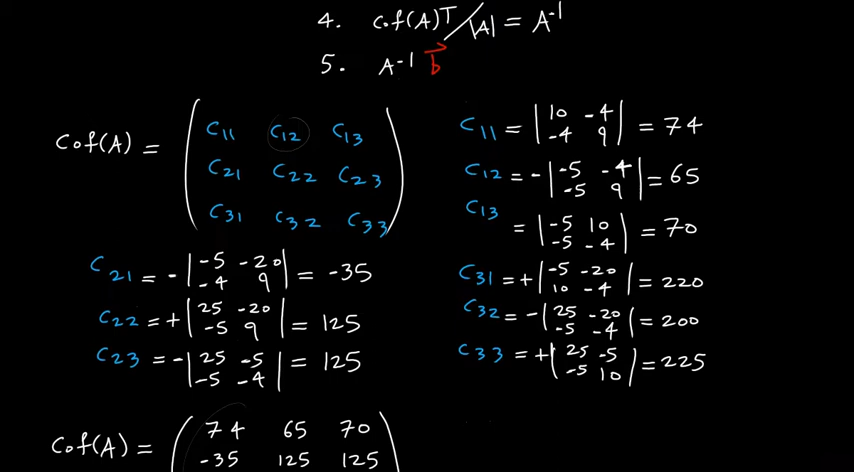 4. Cof(A)T/|A| = A-1
5. A-1 b
Cof(A) = ( C11 C12 C13
C21 C22 C23
C31 C32 C33 )
C11 = | 10 -4
-4 9 | = 74
C12 = - | -5 -4
-5 9 | = 65
C13 = | -5 10
-5 -4 | = 70
C21 = - | -5 -20
-4 9 | = -35
C22 = + | 25 -20
-5 9 | = 125
C23 = - | 25 -5
-5 -4 | = 125
C31 = + | -5 -20
10 -4 | = 220
C32 = - | 25 -20
-5 -4 | = 200
C33 = + | 25 -5
-5 10 | = 225
Cof(A) = ( 74 65 70
-35 125 125